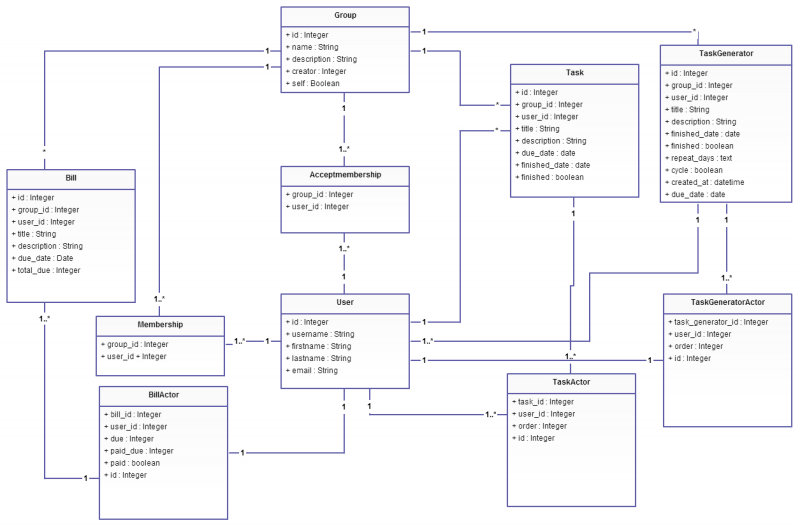 Group
+ id : Integer
+ name : String
+ description : String
+ creator : Integer
+ self : Boolean
1
1
1
1
1
*
TaskGenerator
+ id : Integer
+ group_id : Integer
+ user_id : Integer
+ title : String
+ description : String
+ finished_date : date
+ finished : boolean
+ repeat_days : text
+ cycle : boolean
+ created_at : datetime
+ due_date : date
1
1
Task
+ id : Integer
+ group_id : Integer
+ user_id : Integer
+ title : String
+ description : String
+ due_date : date
+ finished_date : date
+ finished : boolean
*
*
1
1..*
Acceptmembership
+ group_id : Integer
+ user_id : Integer
1..*
1
*
Bill
+ id : Integer
+ group_id : Integer
+ user_id : Integer
+ title : String
+ description : String
+ due_date : Date
+ total_due : Integer
1..*
1..*
Membership
+ group_id : Integer
+ user_id + Integer
1..*
1
User
+ id : Integer
+ username : String
+ firstname : String
+ lastname : String
+ email : String
1
1..*
1
1
1
1..*
TaskGeneratorActor
+ task_generator_id : Integer
+ user_id : Integer
+ order : Integer
+ id : Integer
1
1..*
TaskActor
+ task_id : Integer
+ user_id : Integer
+ order : Integer
+ id : Integer
1..*
BillActor
+ bill_id : Integer
+ user_id : Integer
+ due : Integer
+ paid_due : Integer
+ paid : boolean
+ id : Integer
1
1